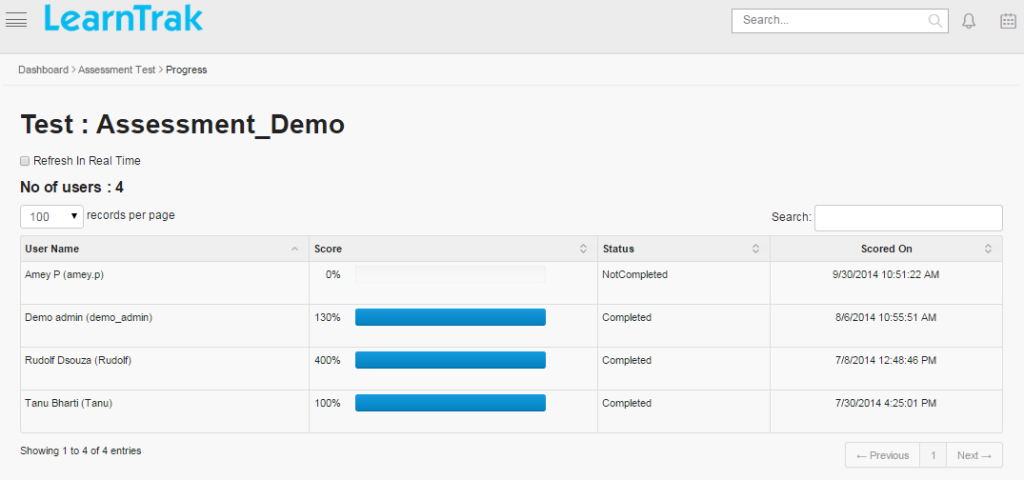 LearnTrak
Search...
Dashboard > Assessment Test > Progress
Test : Assessment_Demo
Refresh In Real Time
No of users : 4
100 records per page
Search:
User Name Score Status Scored On
Amey P (amey.p) 0% NotCompleted 9/30/2014 10:51:22 AM
Demo admin (demo_admin) 130% Completed 8/6/2014 10:55:51 AM
Rudolf Dsouza (Rudolf) 400% Completed 7/8/2014 12:48:46 PM
Tanu Bharti (Tanu) 100% Completed 7/30/2014 4:25:01 PM
Showing 1 to 4 of 4 entries
← Previous 1 Next →